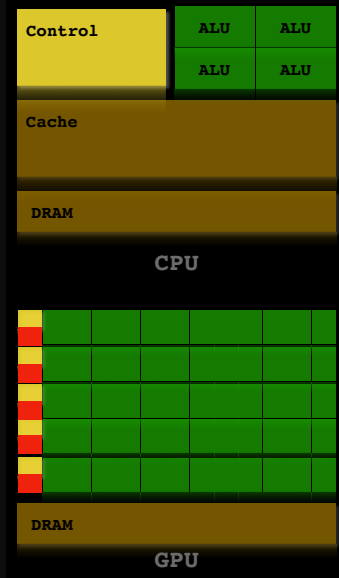 Control
ALU ALU
ALU ALU
Cache
DRAM
CPU
DRAM
GPU